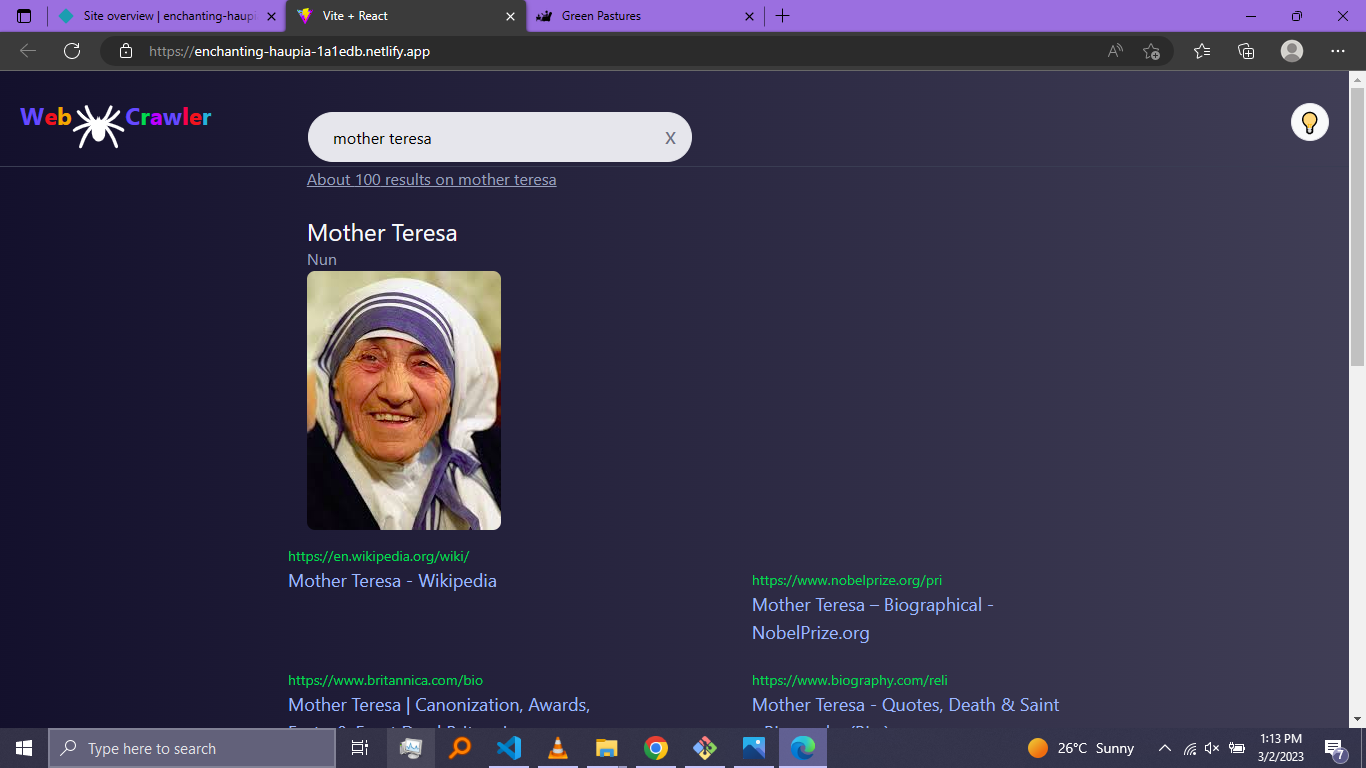 Site overview | enchanting-haupi
Vite + React
Green Pastures
https://enchanting-haupia-1a1edb.netlify.app
Web Crawler
mother teresa
X
About 100 results on mother teresa
Mother Teresa
Nun
https://en.wikipedia.org/wiki/
Mother Teresa - Wikipedia
https://www.nobelprize.org/pri
Mother Teresa – Biographical -
NobelPrize.org
https://www.britannica.com/bio
Mother Teresa | Canonization, Awards,
https://www.biography.com/reli
Mother Teresa - Quotes, Death & Saint
Type here to search
26°C Sunny
1:13 PM
3/2/2023
7